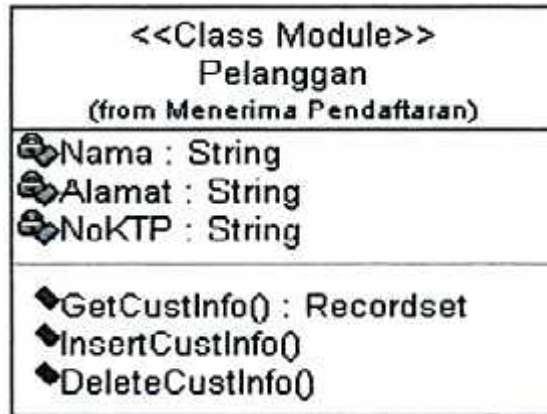 <<Class Module>>
Pelanggan
(from Menerima Pendaftaran)
Nama : String
Alamat : String
NoKTP : String
GetCustInfo() : Recordset
InsertCustInfo()
DeleteCustInfo()